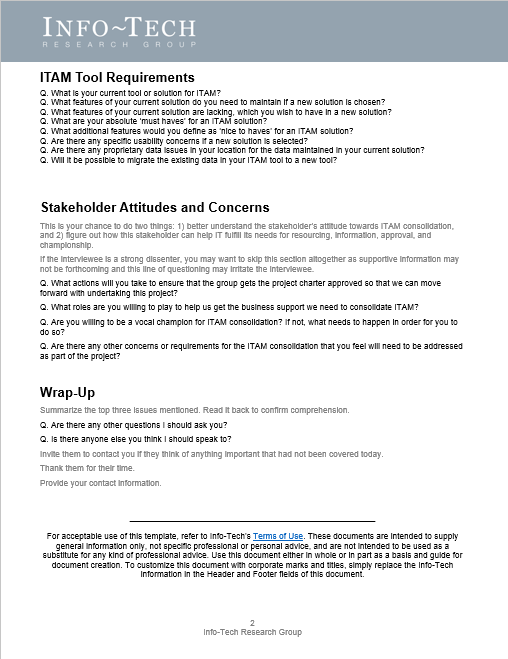 INFO~TECH
RESEARCH GROUP
ITAM Tool Requirements
Q. What is your current tool or solution for ITAM?
Q. What features of your current solution do you need to maintain if a new solution is chosen?
Q. What features of your current solution are lacking, which you wish to have in a new solution?
Q. What are your absolute 'must haves' for an ITAM solution?
Q. What additional features would you define as 'nice to haves' for an ITAM solution?
Q. Are there any specific usability concerns if a new solution is selected?
Q. Are there any proprietary data issues in your location for the data maintained in your current solution?
Q. Will it be possible to migrate the existing data in your ITAM tool to a new tool?
Stakeholder Attitudes and Concerns
This is your chance to do two things: 1) better understand the stakeholder's attitude towards ITAM consolidation,
and 2) figure out how this stakeholder can help IT fulfill its needs for resourcing, information, approval, and
championship.
If the interviewee is a strong dissenter, you may want to skip this section altogether as supportive information may
not be forthcoming and this line of questioning may irritate the interviewee.
Q. What actions will you take to ensure that the group gets the project charter approved so that we can move
forward with undertaking this project?
Q. What roles are you willing to play to help us get the business support we need to consolidate ITAM?
Q. Are you willing to be a vocal champion for ITAM consolidation? If not, what needs to happen in order for you to
do so?
Q. Are there any other concerns or requirements for the ITAM consolidation that you feel will need to be addressed
as part of the project?
Wrap-Up
Summarize the top three issues mentioned. Read it back to confirm comprehension.
Q. Are there any other questions I should ask you?
Q. Is there anyone else you think I should speak to?
Invite them to contact you if they think of anything important that had not been covered today.
Thank them for their time.
Provide your contact information.
For acceptable use of this template, refer to Info-Tech's Terms of Use. These documents are intended to supply
general information only, not specific professional or personal advice, and are not intended to be used as a
substitute for any kind of professional advice. Use this document either in whole or in part as a basis and guide for
document creation. To customize this document with corporate marks and titles, simply replace the Info-Tech
information in the Header and Footer fields of this document.
2
Info-Tech Research Group